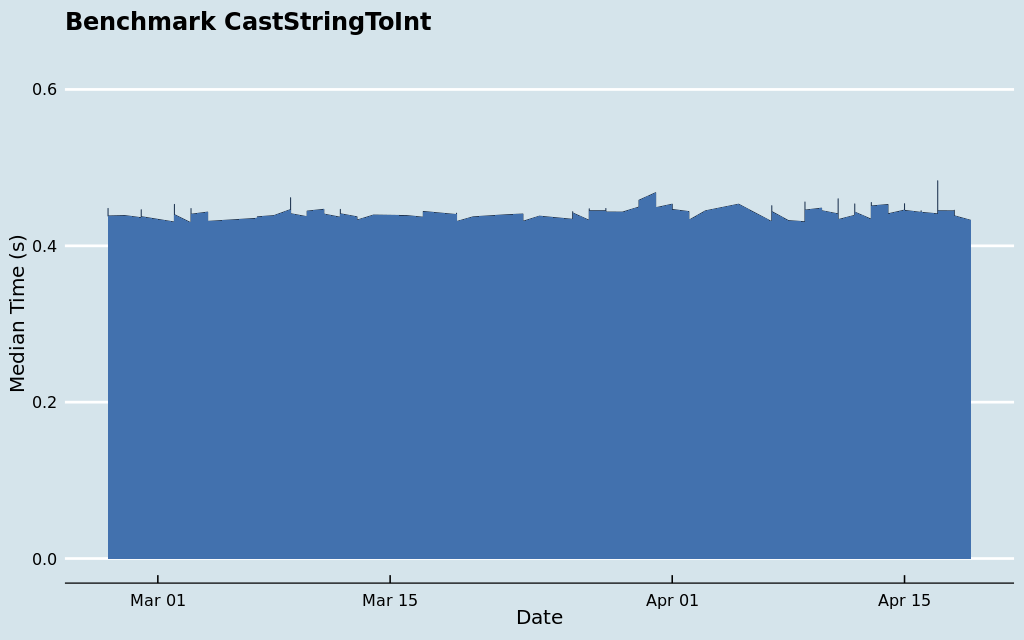 Benchmark CastStringToInt
Median Time (s)
0.6
0.4
0.2
0.0
Mar 01
Mar 15
Apr 01
Apr 15
Date